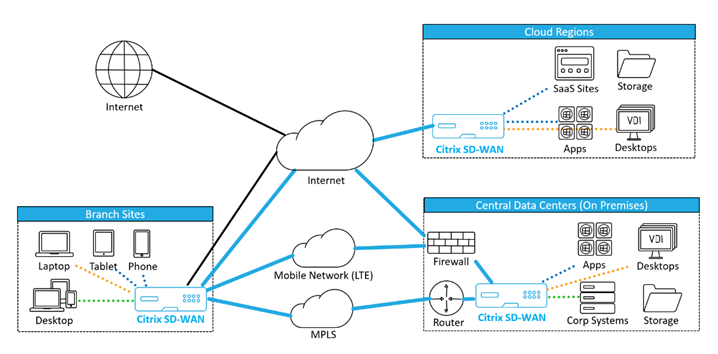 Cloud Regions
SaaS Sites
Storage
Internet
VDI
Citrix SD-WAN
Apps
Desktops
Internet
Branch Sites
Central Data Centers (On Premises)
Laptop
Tablet
Phone
Mobile Network (LTE)
Firewall
VDI
Apps
Desktops
Desktop
Citrix SD-WAN
MPLS
Router
Citrix SD-WAN
Corp Systems
Storage